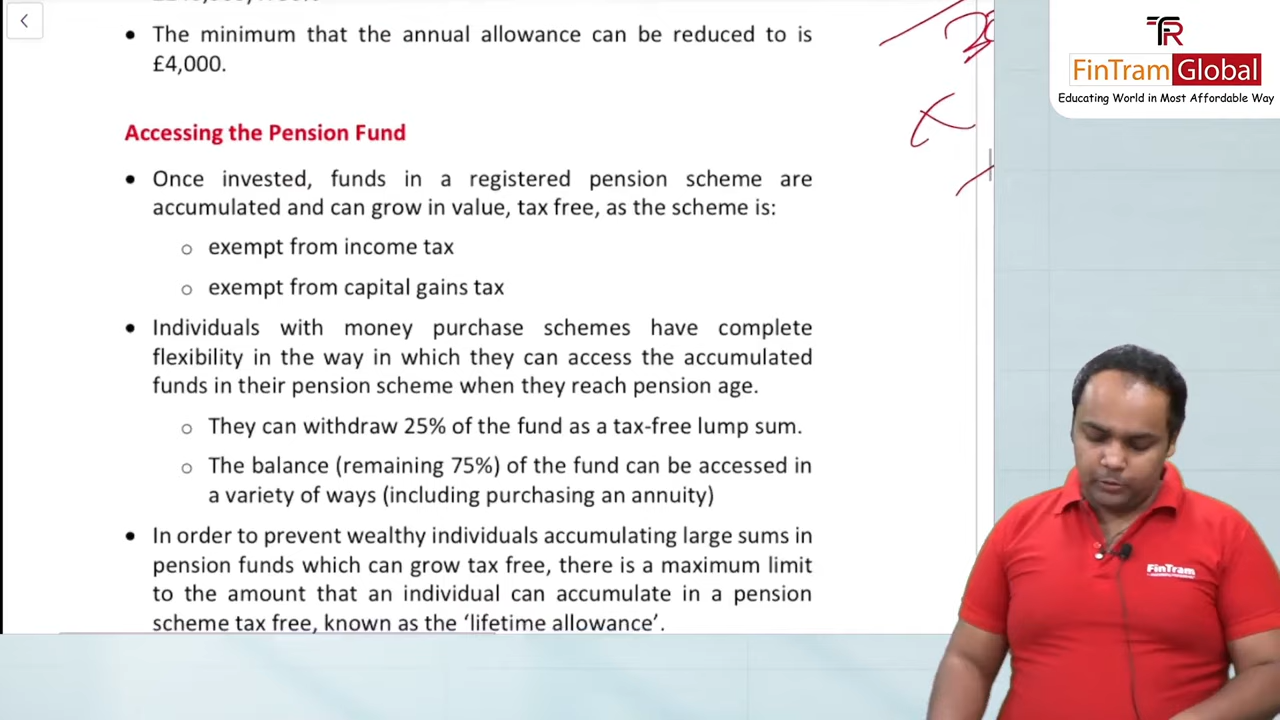 The minimum that the annual allowance can be reduced to is
£4,000.
Accessing the Pension Fund
Once invested, funds in a registered pension scheme are
accumulated and can grow in value, tax free, as the scheme is:
exempt from income tax
exempt from capital gains tax
Individuals with money purchase schemes have complete
flexibility in the way in which they can access the accumulated
funds in their pension scheme when they reach pension age.
They can withdraw 25% of the fund as a tax-free lump sum.
The balance (remaining 75%) of the fund can be accessed in
a variety of ways (including purchasing an annuity)
In order to prevent wealthy individuals accumulating large sums in
pension funds which can grow tax free, there is a maximum limit
to the amount that an individual can accumulate in a pension
scheme tax free, known as the ‘lifetime allowance’.
FinTram Global
Educating World in Most Affordable Way
FinTram